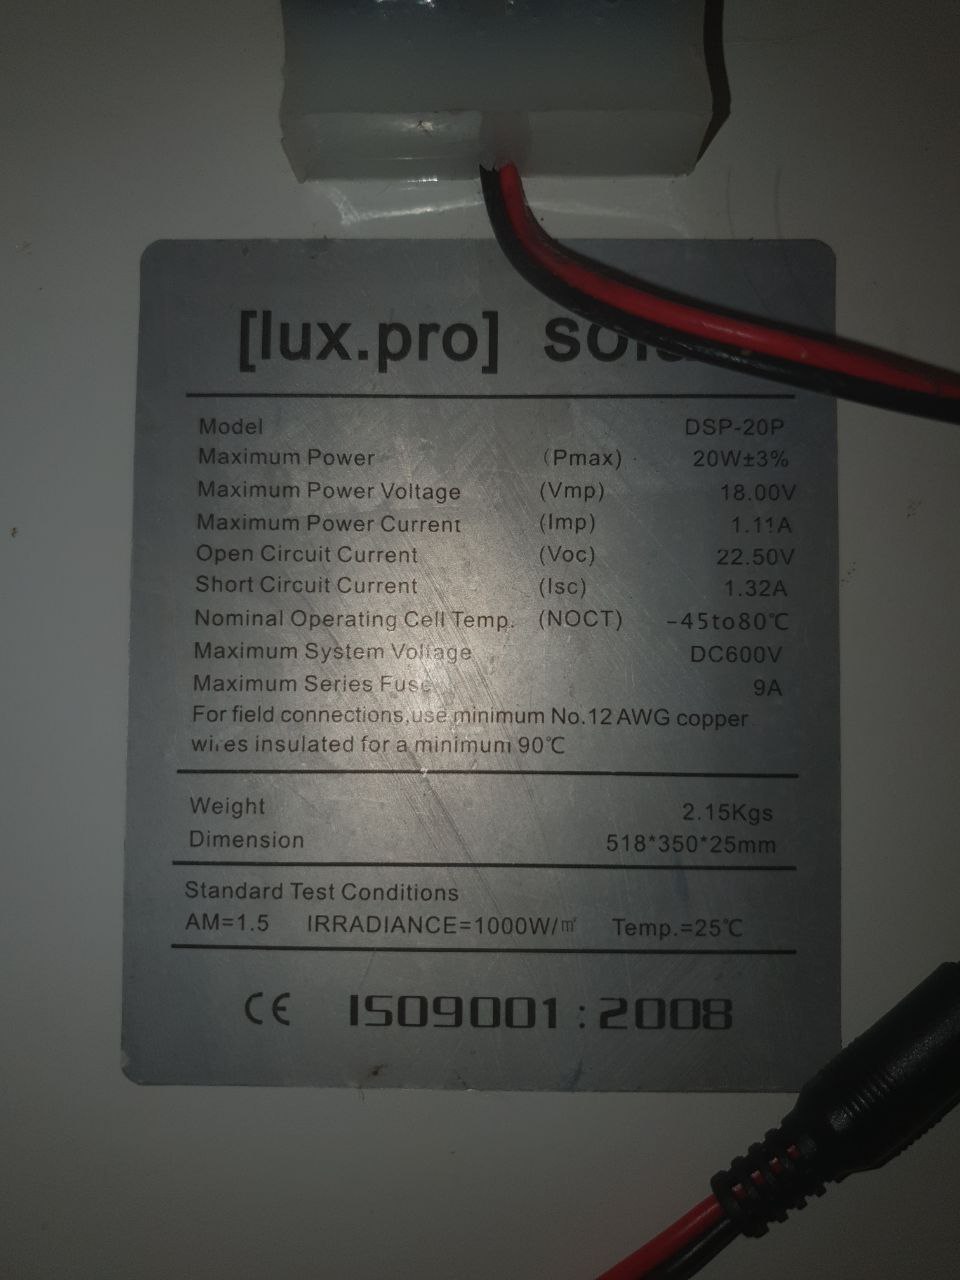 [lux.pro]
Model DSP-20P
Maximum Power (Pmax) 20W±3%
Maximum Power Voltage (Vmp) 18.00V
Maximum Power Current (Imp) 1.11A
Open Circuit Current (Voc) 22.50V
Short Circuit Current (Isc) 1.32A
Nominal Operating Cell Temp. (NOCT) -45to80℃
Maximum System Voltage DC600V
Maximum Series Fuse 9A
For field connections,use minimum No.12 AWG copper
wires insulated for a minimum 90℃
Weight 2.15Kgs
Dimension 518*350*25mm
Standard Test Conditions
AM=1.5 IRRADIANCE=1000W/㎡ Temp.=25℃
CE ISO9001:2008